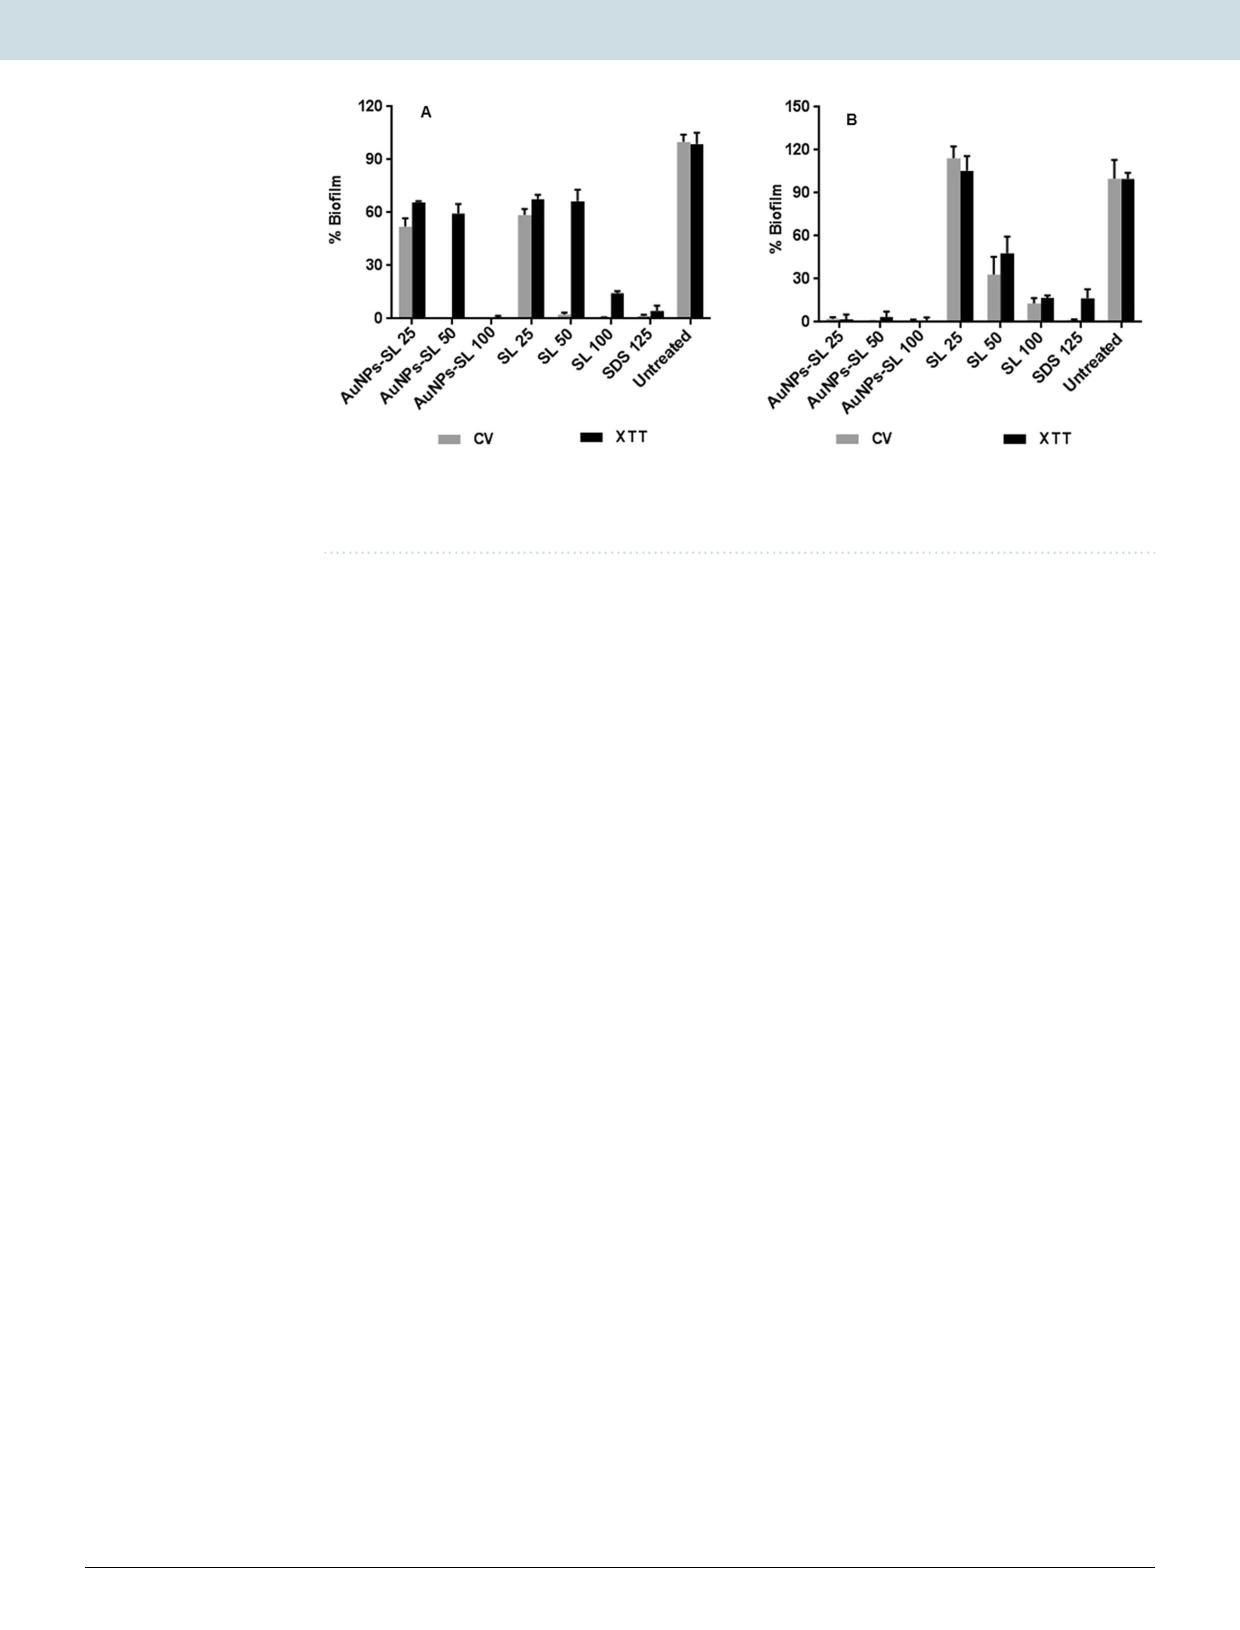 A
120
90
60
30
0
% Biofilm
AuNPs-SL 25
AuNPs-SL 50
AuNPs-SL 100
SL 25
SL 50
SL 100
SDS 125
Untreated
CV
XTT
B
150
120
90
60
30
0
% Biofilm
AuNPs-SL 25
AuNPs-SL 50
AuNPs-SL 100
SL 25
SL 50
SL 100
SDS 125
Untreated
CV
XTT